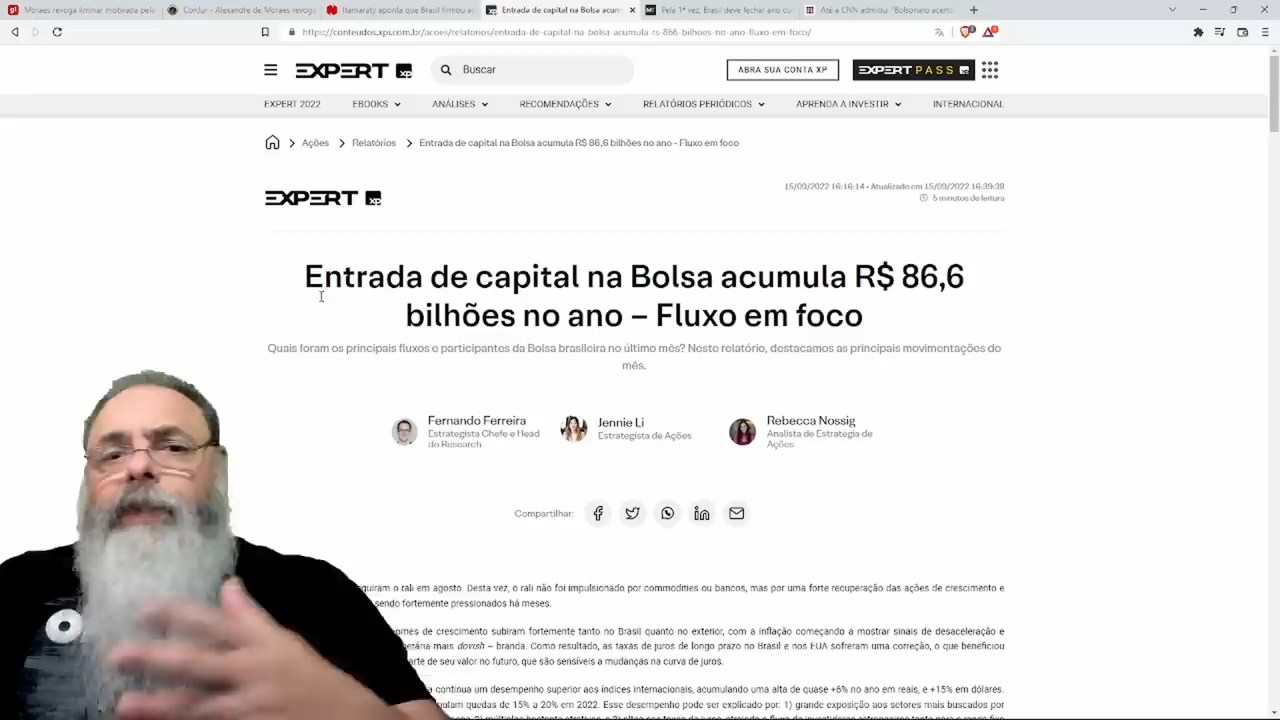 Moraes revoga liminar motivada pela
ConJur - Alexandre de Moraes revoga
Itamaraty aponta que Brasil firmou ac
Entrada de capital na Bolsa acum
Pela 1ª vez, Brasil deve fechar ano com
Até a CNN admitiu: "Bolsonaro acerto
https://conteudos.xpi.com.br/acoes/relatorios/entrada-de-capital-na-bolsa-acumula-rs-866-bilhoes-no-ano-fluxo-em-foco/
EXPERT xp
Buscar
ABRA SUA CONTA XP
EXPERT PASS xp
EXPERT 2022 EBOOKS ANÁLISES RECOMENDAÇÕES RELATÓRIOS PERIÓDICOS APRENDA A INVESTIR INTERNACIONAL
Ações > Relatórios > Entrada de capital na Bolsa acumula R$ 86,6 bilhões no ano - Fluxo em foco
EXPERT xp
15/09/2022 16:16:14 • Atualizado em 15/09/2022 16:39:38
5 minutos de leitura
Entrada de capital na Bolsa acumula R$ 86,6
bilhões no ano – Fluxo em foco
Quais foram os principais fluxos e participantes da Bolsa brasileira no último mês? Neste relatório, destacamos as principais movimentações do
mês.
Fernando Ferreira
Estrategista Chefe e Head
do Research
Jennie Li
Estrategista de Ações
Rebecca Nossig
Analista de Estratégia de
Ações
Compartilhar:
guiram o rali em agosto. Desta vez, o rali não foi impulsionado por commodities ou bancos, mas por uma forte recuperação das ações de crescimento e
sendo fortemente pressionados há meses.
omes de crescimento subiram fortemente tanto no Brasil quanto no exterior, com a inflação começando a mostrar sinais de desaceleração e
etária mais dovish – branda. Como resultado, as taxas de juros de longo prazo no Brasil e nos EUA sofreram uma correção, o que beneficiou
arte de seu valor no futuro, que são sensíveis a mudanças na curva de juros.
a continua um desempenho superior aos índices internacionais, acumulando uma alta de quase +6% no ano em reais, e +15% em dólares.
quedas de 15% a 20% em 2022. Esse desempenho pode ser explicado por: 1) grande exposição aos setores mais buscados por